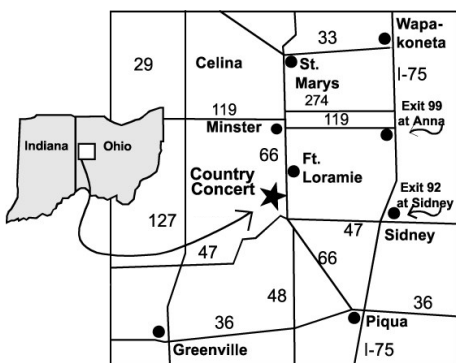 Wapa-
koneta
33
29
Celina
St.
Marys
I-75
274
Exit 99
at Anna
119
119
Minster
Indiana
Ohio
66
Ft.
Loramie
Country
Concert
Exit 92
at Sidney
127
47
Sidney
47
66
48
36
36
Piqua
Greenville
I-75